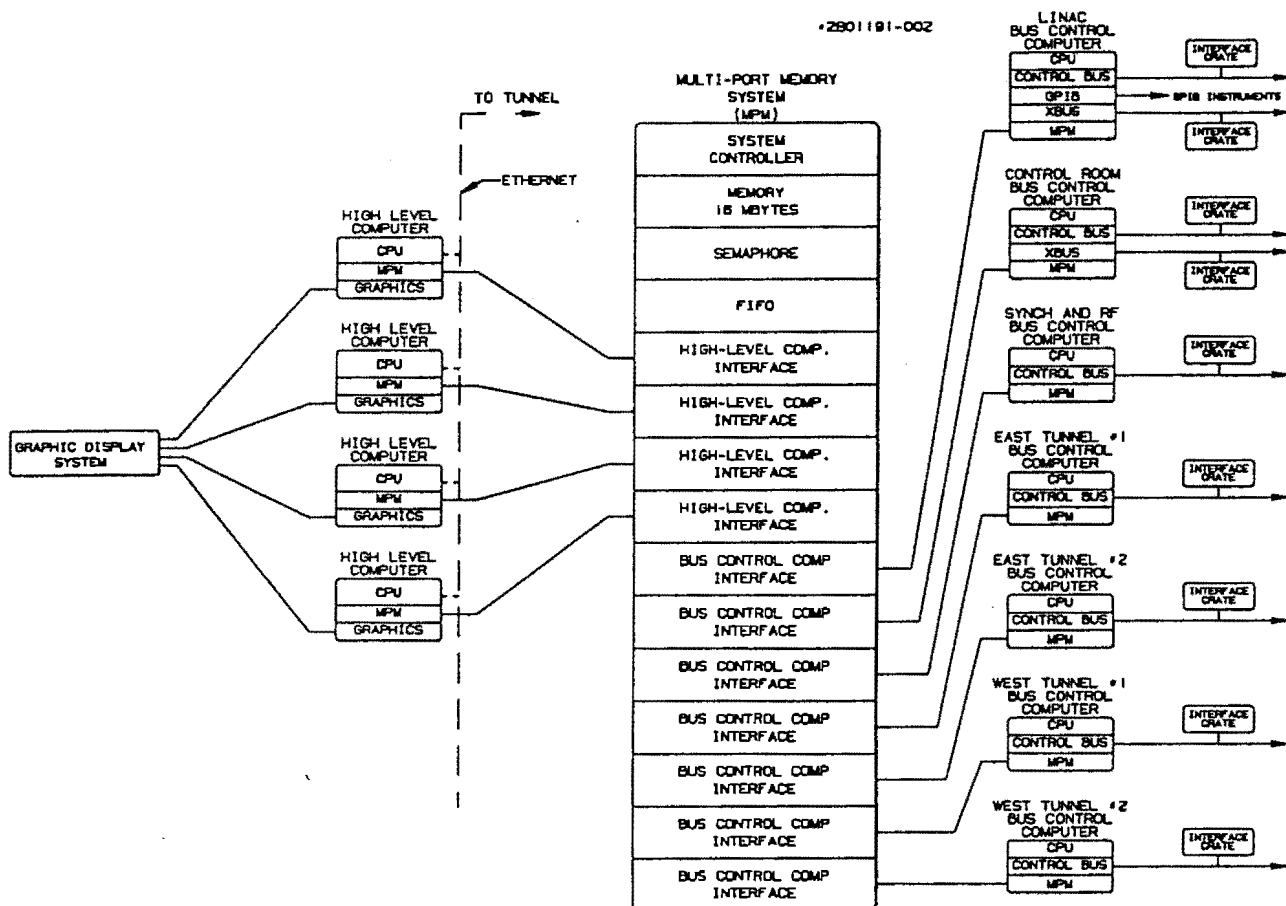 *2801191-002
TO TUNNEL
ETHERNET
HIGH LEVEL
COMPUTER
CPU
MPM
GRAPHICS
HIGH LEVEL
COMPUTER
CPU
MPM
GRAPHICS
HIGH LEVEL
COMPUTER
CPU
MPM
GRAPHICS
HIGH LEVEL
COMPUTER
CPU
MPM
GRAPHICS
GRAPHIC DISPLAY
SYSTEM
MULTI-PORT MEMORY
SYSTEM
(MPM)
SYSTEM
CONTROLLER
MEMORY
16 MBYTES
SEMAPHORE
FIFO
HIGH-LEVEL COMP.
INTERFACE
HIGH-LEVEL COMP.
INTERFACE
HIGH-LEVEL COMP.
INTERFACE
HIGH-LEVEL COMP.
INTERFACE
BUS CONTROL COMP
INTERFACE
BUS CONTROL COMP
INTERFACE
BUS CONTROL COMP
INTERFACE
BUS CONTROL COMP
INTERFACE
BUS CONTROL COMP
INTERFACE
BUS CONTROL COMP
INTERFACE
BUS CONTROL COMP
INTERFACE
LINAC
BUS CONTROL
COMPUTER
CPU
CONTROL BUS
GPIB
XBUS
MPM
INTERFACE
CRATE
GPIB INSTRUMENTS
INTERFACE
CRATE
CONTROL ROOM
BUS CONTROL
COMPUTER
CPU
CONTROL BUS
XBUS
MPM
INTERFACE
CRATE
INTERFACE
CRATE
SYNCH AND RF
BUS CONTROL
COMPUTER
CPU
CONTROL BUS
MPM
INTERFACE
CRATE
EAST TUNNEL #1
BUS CONTROL
COMPUTER
CPU
CONTROL BUS
MPM
INTERFACE
CRATE
EAST TUNNEL #2
BUS CONTROL
COMPUTER
CPU
CONTROL BUS
MPM
INTERFACE
CRATE
WEST TUNNEL #1
BUS CONTROL
COMPUTER
CPU
CONTROL BUS
MPM
INTERFACE
CRATE
WEST TUNNEL #2
BUS CONTROL
COMPUTER
CPU
CONTROL BUS
MPM
INTERFACE
CRATE